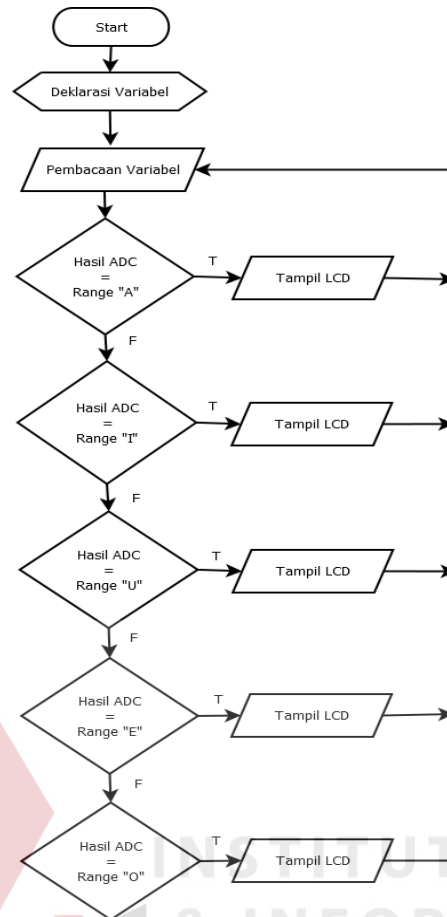 Start
Deklarasi Variabel
Pembacaan Variabel
Hasil ADC
=
Range "A"
T
Tampil LCD
F
Hasil ADC
=
Range "I"
T
Tampil LCD
F
Hasil ADC
=
Range "U"
T
Tampil LCD
F
Hasil ADC
=
Range "E"
T
Tampil LCD
F
Hasil ADC
=
Range "O"
T
Tampil LCD
INSTITUT
& INFOR